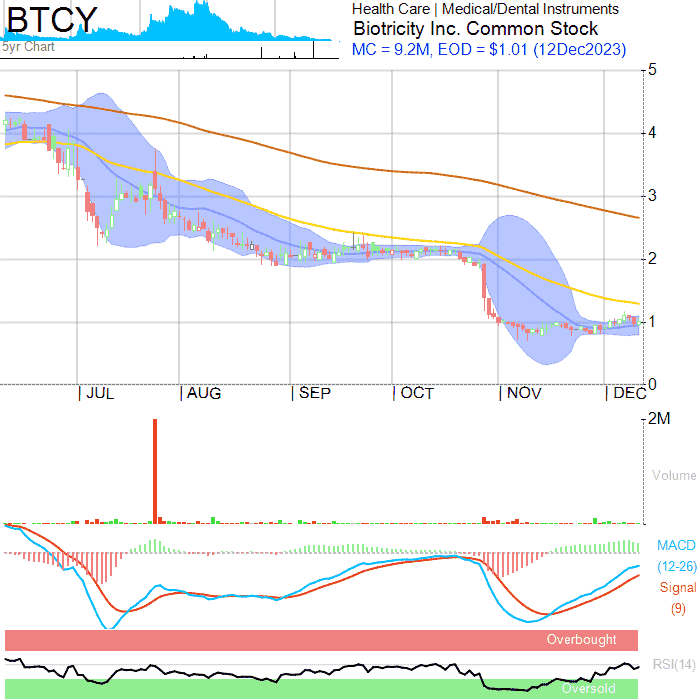 BTCY
5yr Chart
Health Care | Medical/Dental Instruments
Biotricity Inc. Common Stock
MC = 9.2M, EOD = $1.01 (12Dec2023)
5
4
3
2
1
0
| JUL | AUG | SEP | OCT | NOV | DEC
2M
Volume
MACD
(12-26)
Signal
(9)
Overbought
RSI(14)
Oversold